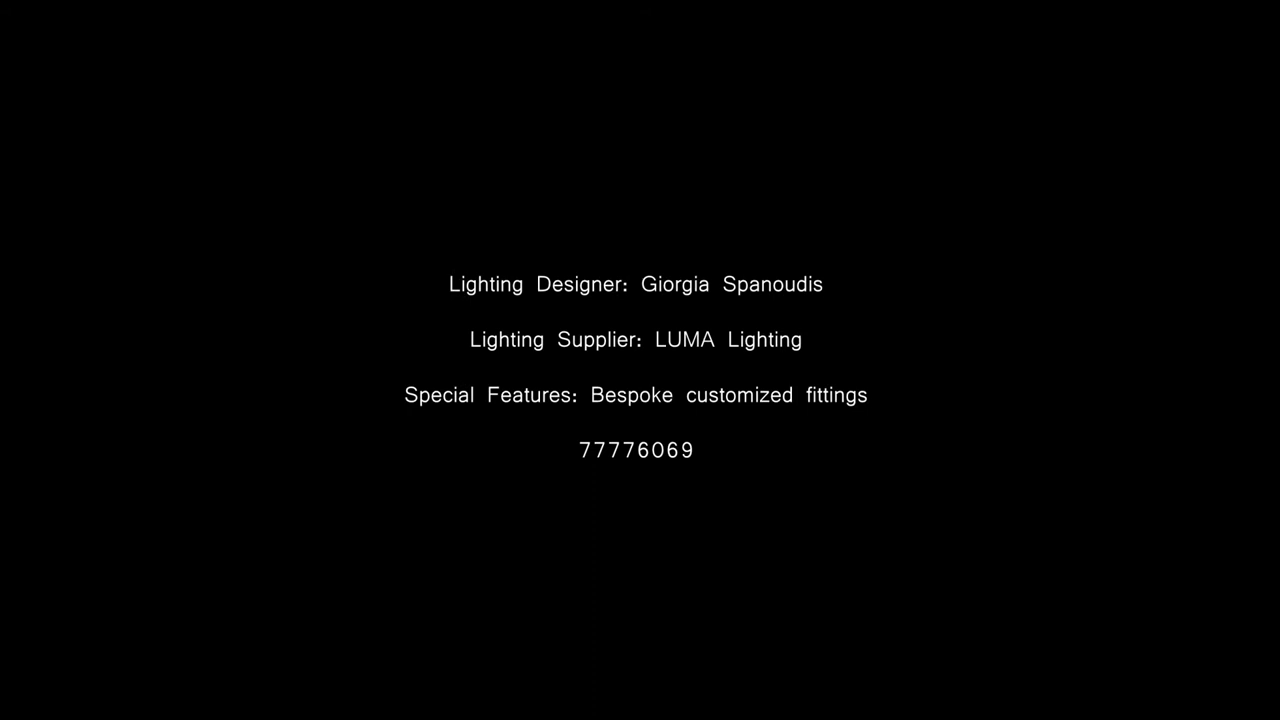 Lighting Designer: Giorgia Spanoudis
Lighting Supplier: LUMA Lighting
Special Features: Bespoke customized fittings
77776069